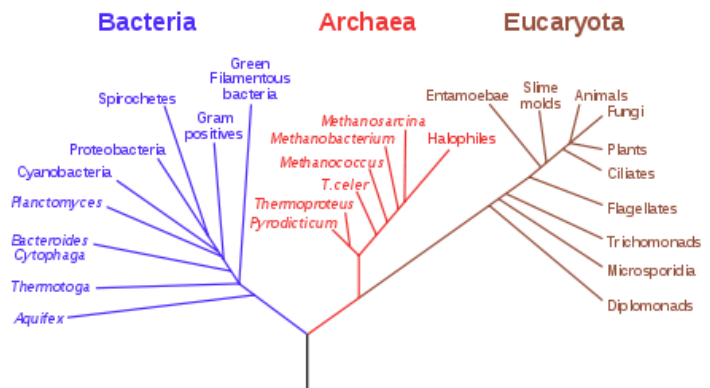 Bacteria
Archaea
Eucaryota
Green
Filamentous
bacteria
Spirochetes
Gram
positives
Proteobacteria
Cyanobacteria
Planctomyces
Bacteroides
Cytophaga
Thermotoga
Aquifex
Methanosarcina
Methanobacterium
Halophiles
Methanococcus
T.celer
Thermoproteus
Pyrodicticum
Entamoebae
Slime
molds
Animals
Fungi
Plants
Ciliates
Flagellates
Trichomonads
Microsporidia
Diplomonads